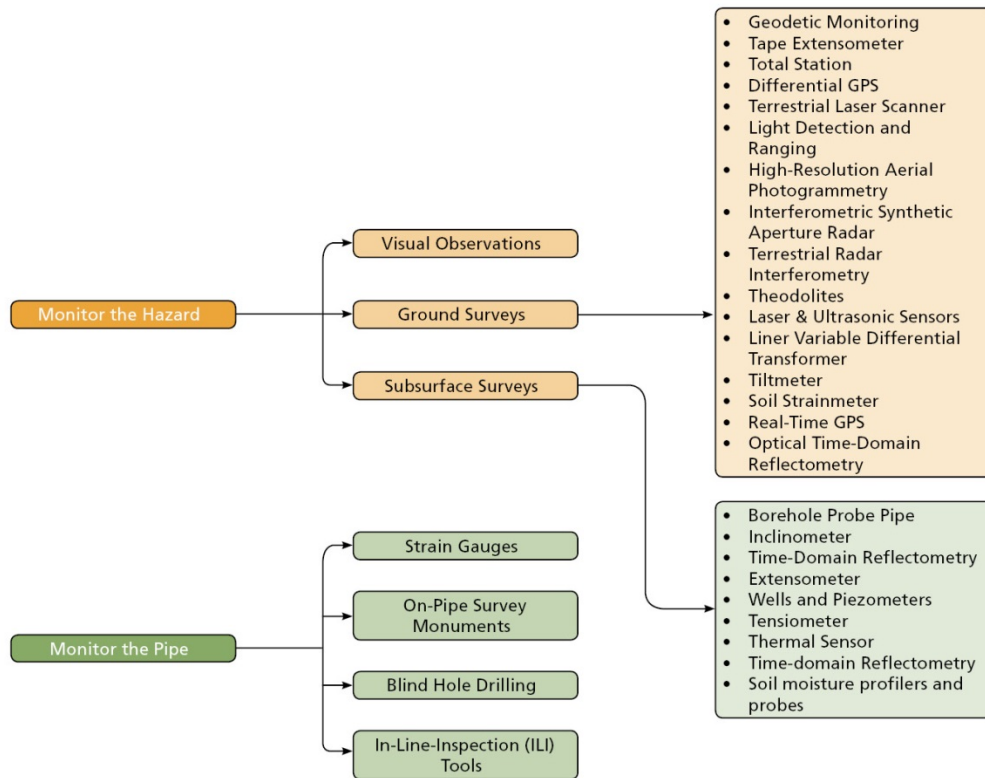 • Geodetic Monitoring
• Tape Extensometer
• Total Station
• Differential GPS
• Terrestrial Laser Scanner
• Light Detection and
Ranging
• High-Resolution Aerial
Photogrammetry
• Interferometric Synthetic
Aperture Radar
• Terrestrial Radar
Interferometry
• Theodolites
• Laser & Ultrasonic Sensors
• Liner Variable Differential
Transformer
• Tiltmeter
• Soil Strainmeter
• Real-Time GPS
• Optical Time-Domain
Reflectometry
Visual Observations
Monitor the Hazard
Ground Surveys
Subsurface Surveys
• Borehole Probe Pipe
• Inclinometer
• Time-Domain Reflectometry
• Extensometer
• Wells and Piezometers
• Tensiometer
• Thermal Sensor
• Time-domain Reflectometry
• Soil moisture profilers and
probes
Strain Gauges
On-Pipe Survey
Monuments
Monitor the Pipe
Blind Hole Drilling
In-Line-Inspection (ILI)
Tools